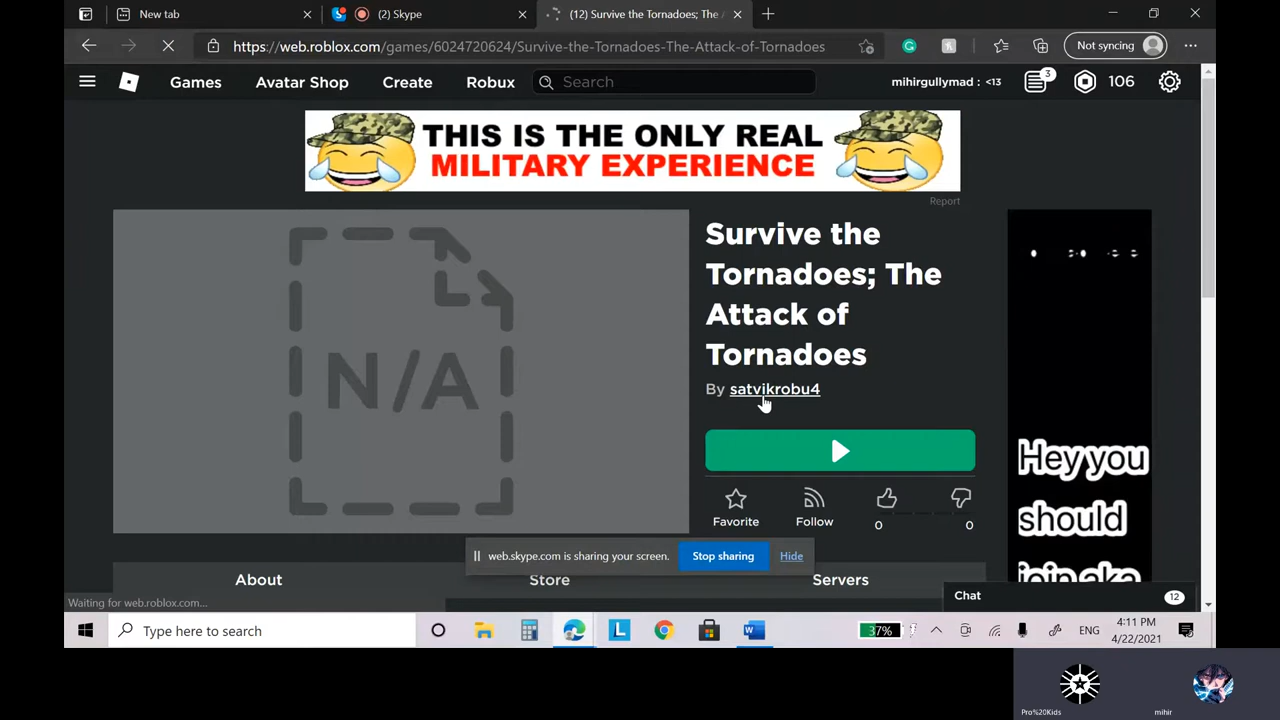 New tab
(2) Skype
(12) Survive the Tornadoes; The A
https://web.roblox.com/games/6024720624/Survive-the-Tornadoes-The-Attack-of-Tornadoes
Not syncing
Games
Avatar Shop
Create
Robux
Search
mihirgullymad : <13
3
106
THIS IS THE ONLY REAL
MILITARY EXPERIENCE
Report
N/A
Survive the
Tornadoes; The
Attack of
Tornadoes
By satvikrobu4
Favorite
Follow
0
0
Hey you
should
join aka
web.skype.com is sharing your screen.
Stop sharing
Hide
About
Store
Servers
Chat
12
Waiting for web.roblox.com...
Type here to search
L
W
37%
ENG
4:11 PM
4/22/2021
Pro%20Kids
mihir